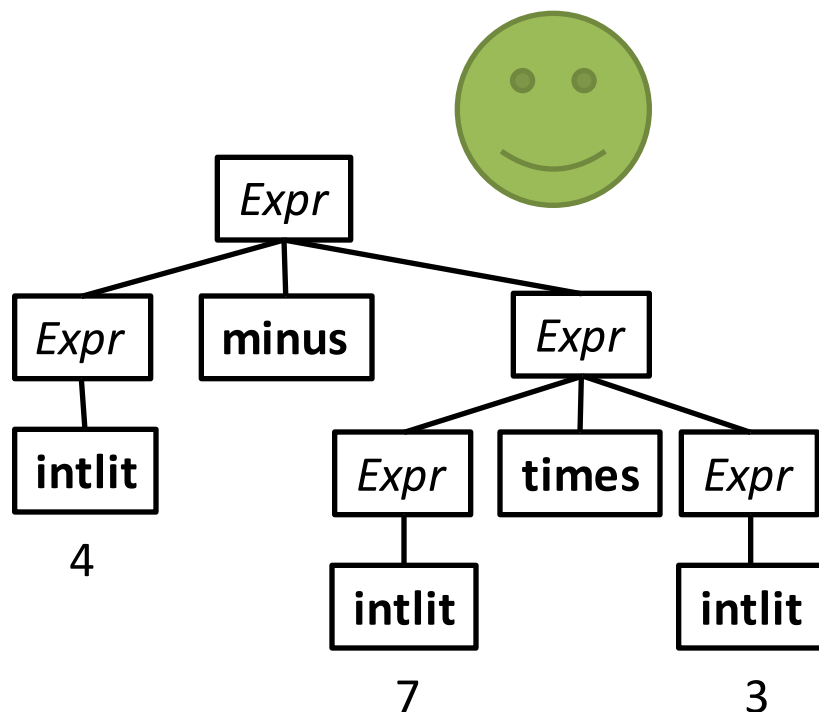 Expr
Expr minus Expr
intlit Expr times Expr
4
intlit intlit
7 3